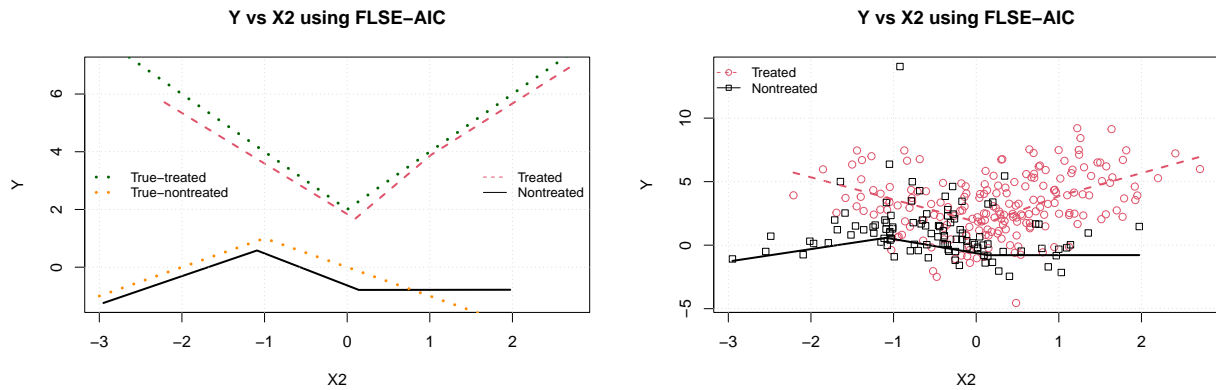 Y vs X2 using FLSE−AIC
Y
6
4
2
0
True−treated
True−nontreated
Treated
Nontreated
−3 −2 −1 0 1 2
X2
Y vs X2 using FLSE−AIC
Treated
Nontreated
Y
10
5
0
−5
−3 −2 −1 0 1 2
X2